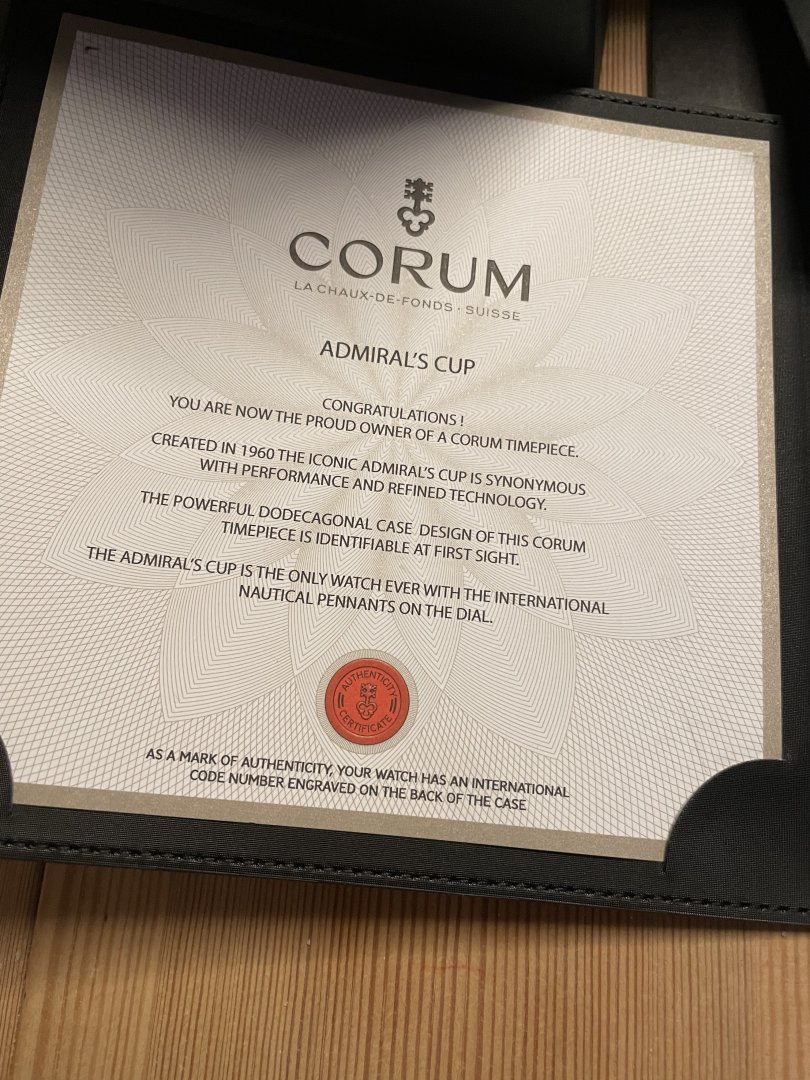 CORUM
LA CHAUX-DE-FONDS · SUISSE
ADMIRAL'S CUP
CONGRATULATIONS !
YOU ARE NOW THE PROUD OWNER OF A CORUM TIMEPIECE.
CREATED IN 1960 THE ICONIC ADMIRAL'S CUP IS SYNONYMOUS
WITH PERFORMANCE AND REFINED TECHNOLOGY.
THE POWERFUL DODECAGONAL CASE DESIGN OF THIS CORUM
TIMEPIECE IS IDENTIFIABLE AT FIRST SIGHT.
THE ADMIRAL'S CUP IS THE ONLY WATCH EVER WITH THE INTERNATIONAL
NAUTICAL PENNANTS ON THE DIAL.
AUTHENTICITY
CERTIFICATE
AS A MARK OF AUTHENTICITY, YOUR WATCH HAS AN INTERNATIONAL
CODE NUMBER ENGRAVED ON THE BACK OF THE CASE